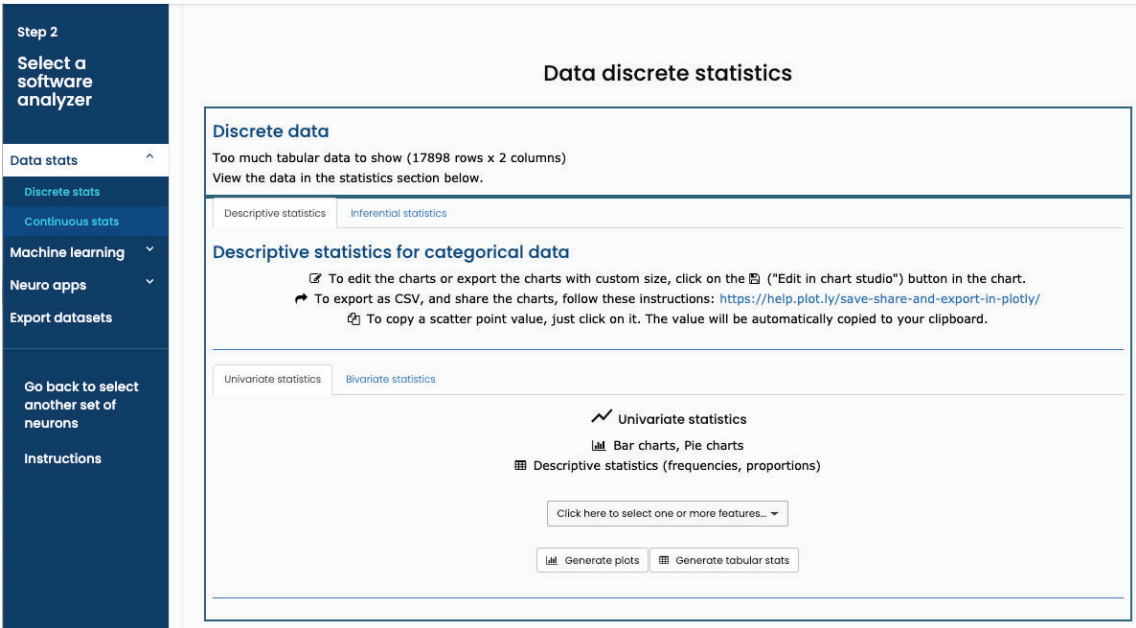 Step 2
Select a
software
analyzer
Data stats
Discrete stats
Continuous stats
Machine learning
Neuro apps
Export datasets
Go back to select
another set of
neurons
Instructions
Data discrete statistics
Discrete data
Too much tabular data to show (17898 rows x 2 columns)
View the data in the statistics section below.
Descriptive statistics Inferential statistics
Descriptive statistics for categorical data
To edit the charts or export the charts with custom size, click on the ("Edit in chart studio") button in the chart.
To export as CSV, and share the charts, follow these instructions: https://help.plot.ly/save-share-and-export-in-plotly/
To copy a scatter point value, just click on it. The value will be automatically copied to your clipboard.
Univariate statistics Bivariate statistics
Univariate statistics
Bar charts, Pie charts
Descriptive statistics (frequencies, proportions)
Click here to select one or more features...
Generate plots Generate tabular stats